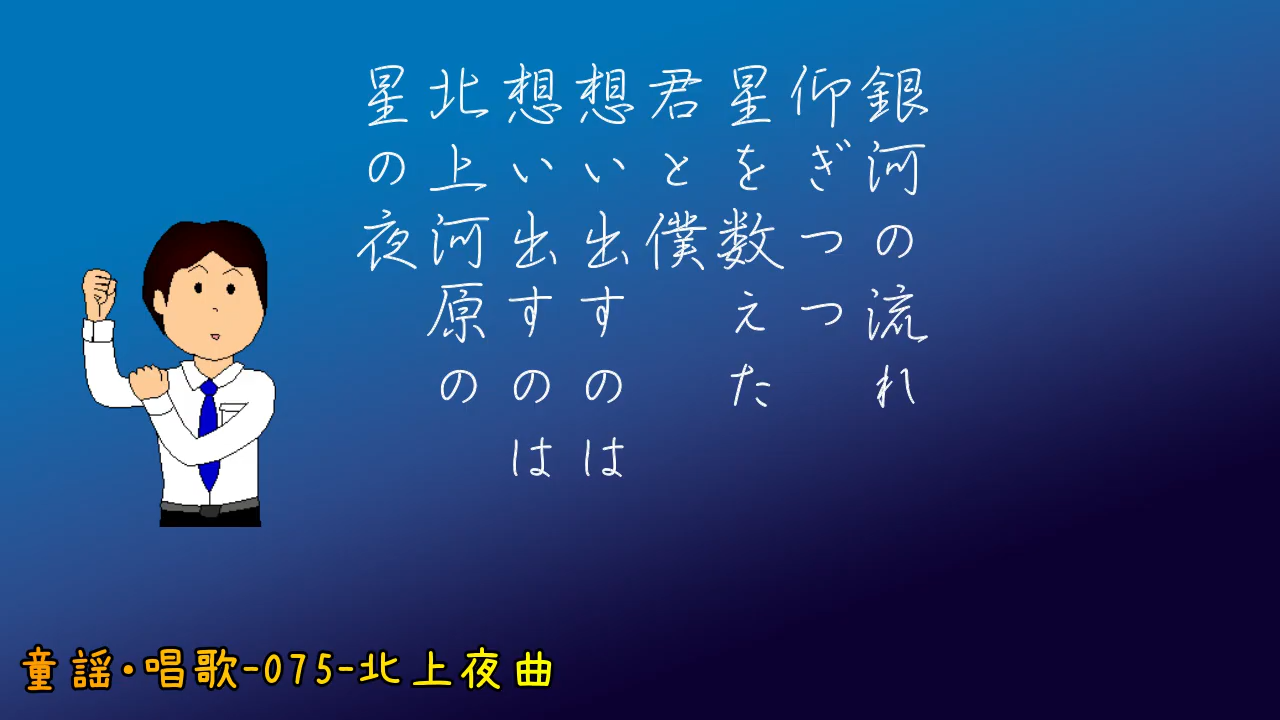 銀河の流れ
仰ぎつつ
星を数えた
君と僕
想い出すのは
想い出すのは
北上河原の
星の夜
童謡・唱歌-075-北上夜曲